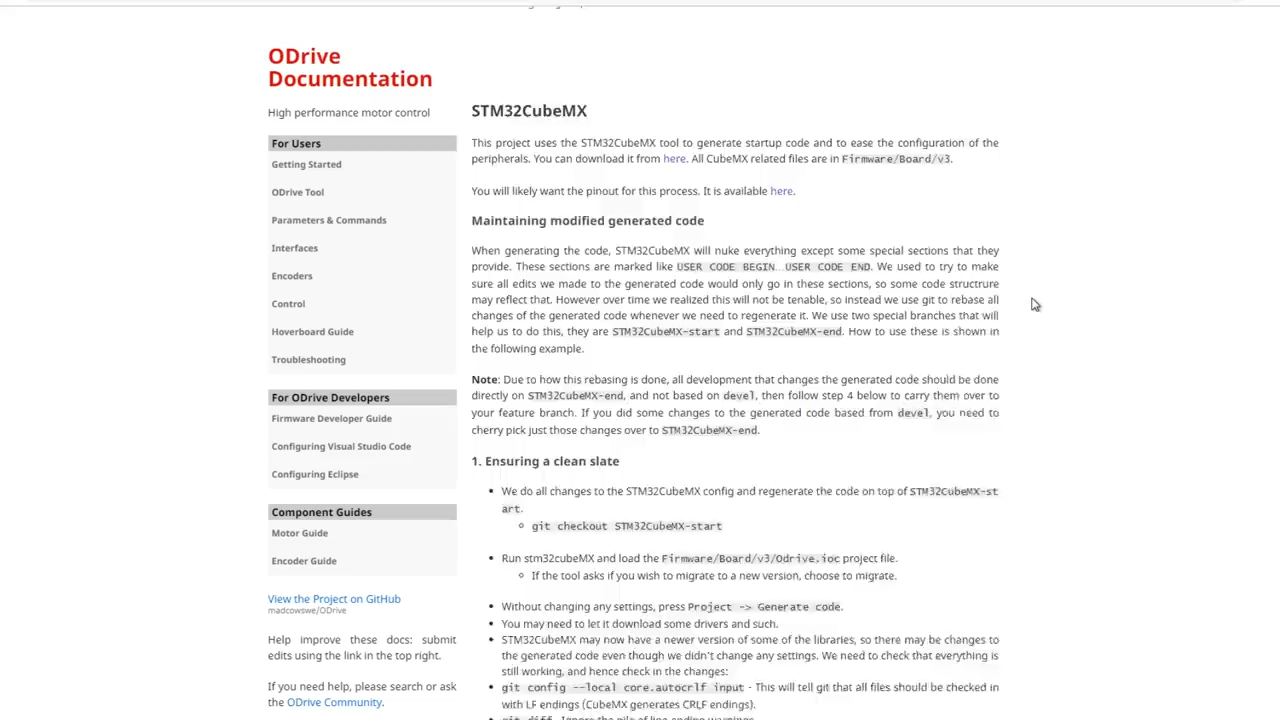 ODrive
Documentation
High performance motor control
For Users
Getting Started
ODrive Tool
Parameters & Commands
Interfaces
Encoders
Control
Hoverboard Guide
Troubleshooting
For ODrive Developers
Firmware Developer Guide
Configuring Visual Studio Code
Configuring Eclipse
Component Guides
Motor Guide
Encoder Guide
View the Project on GitHub
madcowswe/ODrive
Help improve these docs: submit
edits using the link in the top right.
If you need help, please search or ask
the ODrive Community.
STM32CubeMX
This project uses the STM32CubeMX tool to generate startup code and to ease the configuration of the
peripherals. You can download it from here. All CubeMX related files are in Firmware/Board/v3.
You will likely want the pinout for this process. It is available here.
Maintaining modified generated code
When generating the code, STM32CubeMX will nuke everything except some special sections that they
provide. These sections are marked like USER CODE BEGIN...USER CODE END. We used to try to make
sure all edits we made to the generated code would only go in these sections, so some code structrure
may reflect that. However over time we realized this will not be tenable, so instead we use git to rebase all
changes of the generated code whenever we need to regenerate it. We use two special branches that will
help us to do this, they are STM32CubeMX-start and STM32CubeMX-end. How to use these is shown in
the following example.
Note: Due to how this rebasing is done, all development that changes the generated code should be done
directly on STM32CubeMX-end, and not based on devel, then follow step 4 below to carry them over to
your feature branch. If you did some changes to the generated code based from devel, you need to
cherry pick just those changes over to STM32CubeMX-end.
1. Ensuring a clean slate
• We do all changes to the STM32CubeMX config and regenerate the code on top of STM32CubeMX-st
art.
◦ git checkout STM32CubeMX-start
• Run stm32cubeMX and load the Firmware/Board/v3/Odrive.ioc project file.
◦ If the tool asks if you wish to migrate to a new version, choose to migrate.
• Without changing any settings, press Project -> Generate code.
• You may need to let it download some drivers and such.
• STM32CubeMX may now have a newer version of some of the libraries, so there may be changes to
the generated code even though we didn't change any settings. We need to check that everything is
still working, and hence check in the changes:
• git config --local core.autocrlf input - This will tell git that all files should be checked in
with LF endings (CubeMX generates CRLF endings).
• git diff - Ignore the pile of line ending warnings.